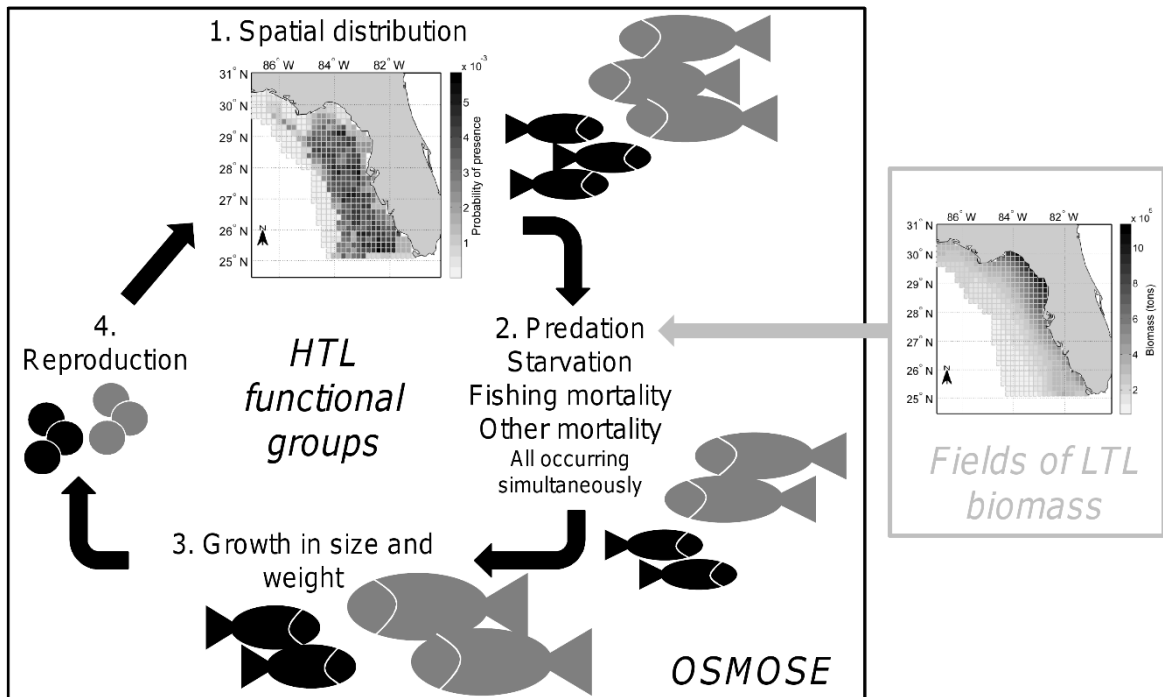 1. Spatial distribution
86° W 84° W 82° W
31° N
30° N
29° N
28° N
27° N
26° N
25° N
N
x 10⁻³
5
4
3
2
1
Probability of presence
2. Predation
Starvation
Fishing mortality
Other mortality
All occurring
simultaneously
3. Growth in size and
weight
4.
Reproduction
HTL
functional
groups
OSMOSE
86° W 84° W 82° W
31° N
30° N
29° N
28° N
27° N
26° N
25° N
N
x 10⁶
10
8
6
4
2
Biomass (tons)
Fields of LTL
biomass